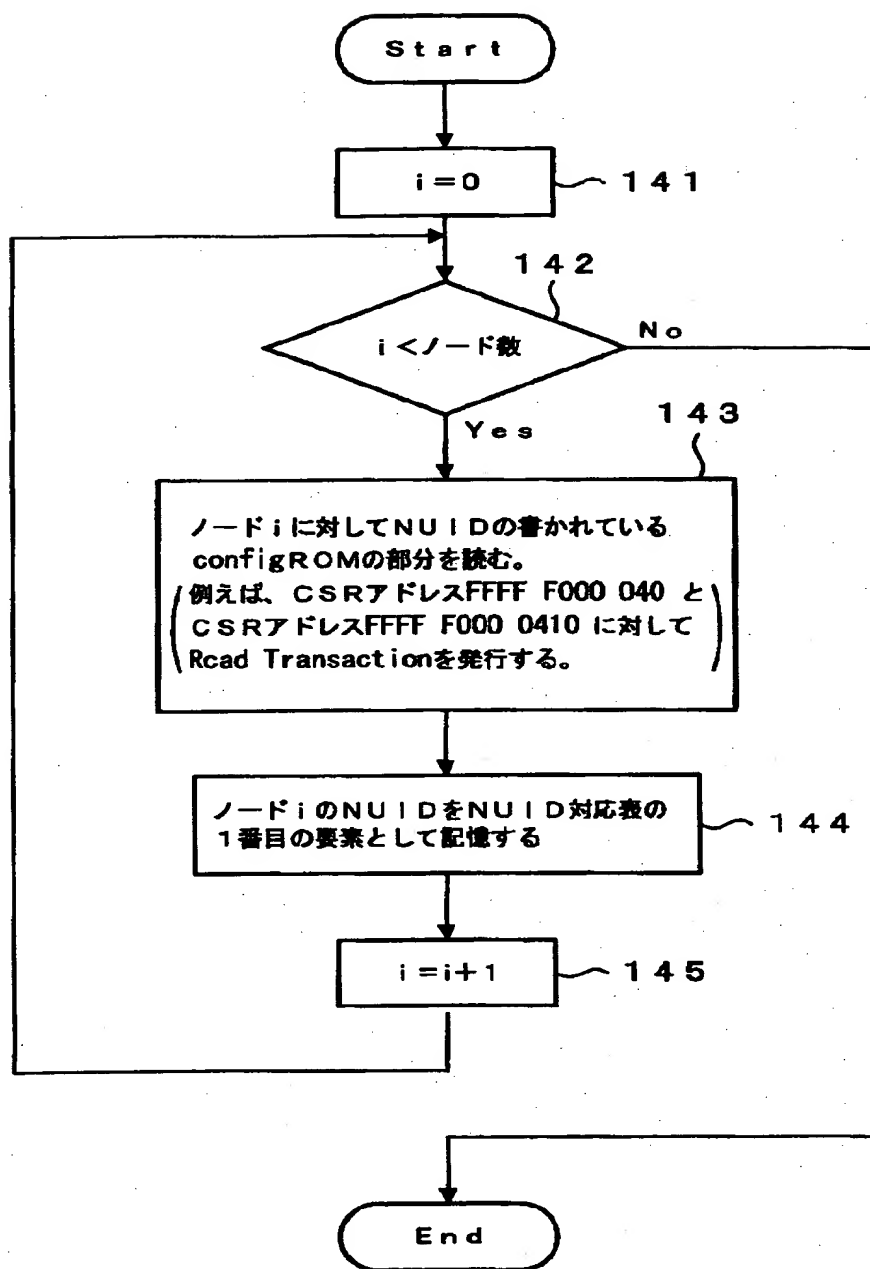 Start
i=0
141
142
i<ノード数
No
Yes
143
ノードiに対してNUIDの書かれている
configROMの部分を読む。
(例えば、CSRアドレスFFFF F000 040 と
CSRアドレスFFFF F000 0410 に対して
Rcad Transactionを発行する。)
ノードiのNUIDをNUID対応表の
1番目の要素として記憶する
144
i=i+1
145
End